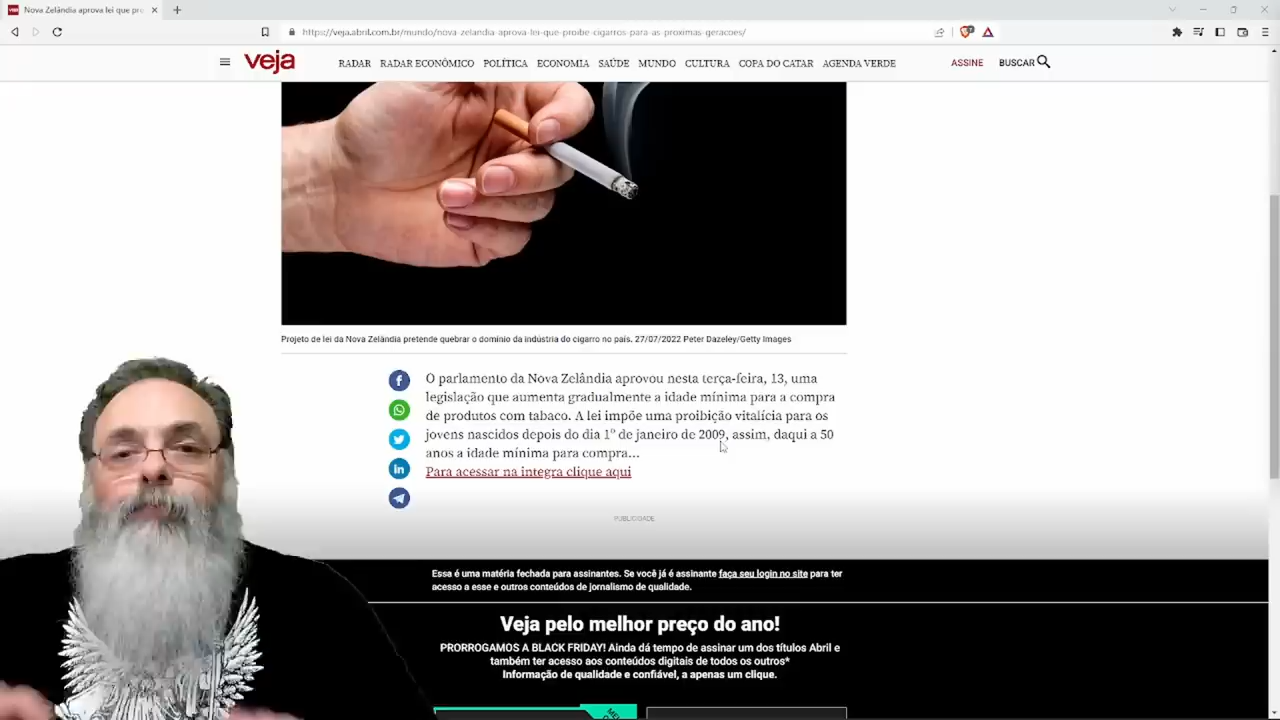 Nova Zelândia aprova lei que pro
https://veja.abril.com.br/mundo/nova-zelandia-aprova-lei-que-proibe-cigarros-para-as-proximas-geracoes/
veja
RADAR RADAR ECONÔMICO POLÍTICA ECONOMIA SAÚDE MUNDO CULTURA COPA DO CATAR AGENDA VERDE
ASSINE BUSCAR
Projeto de lei da Nova Zelândia pretende quebrar o domínio da indústria do cigarro no país. 27/07/2022 Peter Dazeley/Getty Images
O parlamento da Nova Zelândia aprovou nesta terça-feira, 13, uma
legislação que aumenta gradualmente a idade mínima para a compra
de produtos com tabaco. A lei impõe uma proibição vitalícia para os
jovens nascidos depois do dia 1º de janeiro de 2009, assim, daqui a 50
anos a idade mínima para compra...
Para acessar na integra clique aqui
PUBLICIDADE
Essa é uma matéria fechada para assinantes. Se você já é assinante faça seu login no site para ter
acesso a esse e outros conteúdos de jornalismo de qualidade.
Veja pelo melhor preço do ano!
PRORROGAMOS A BLACK FRIDAY! Ainda dá tempo de assinar um dos títulos Abril e
também ter acesso aos conteúdos digitais de todos os outros*
Informação de qualidade e confiável, a apenas um clique.